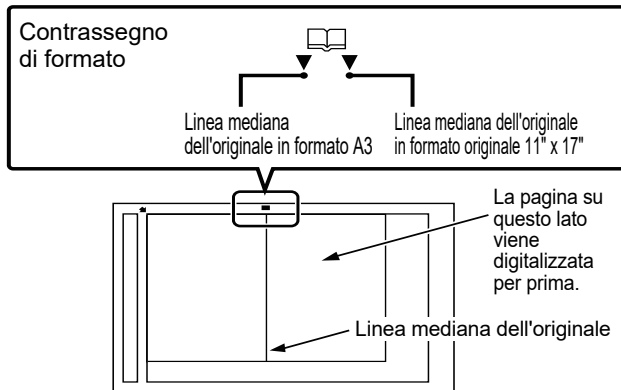 Contrassegno
di formato
Linea mediana
dell'originale in formato A3
Linea mediana dell'originale
in formato originale 11" x 17"
La pagina su
questo lato
viene
digitalizzata
per prima.
Linea mediana dell'originale